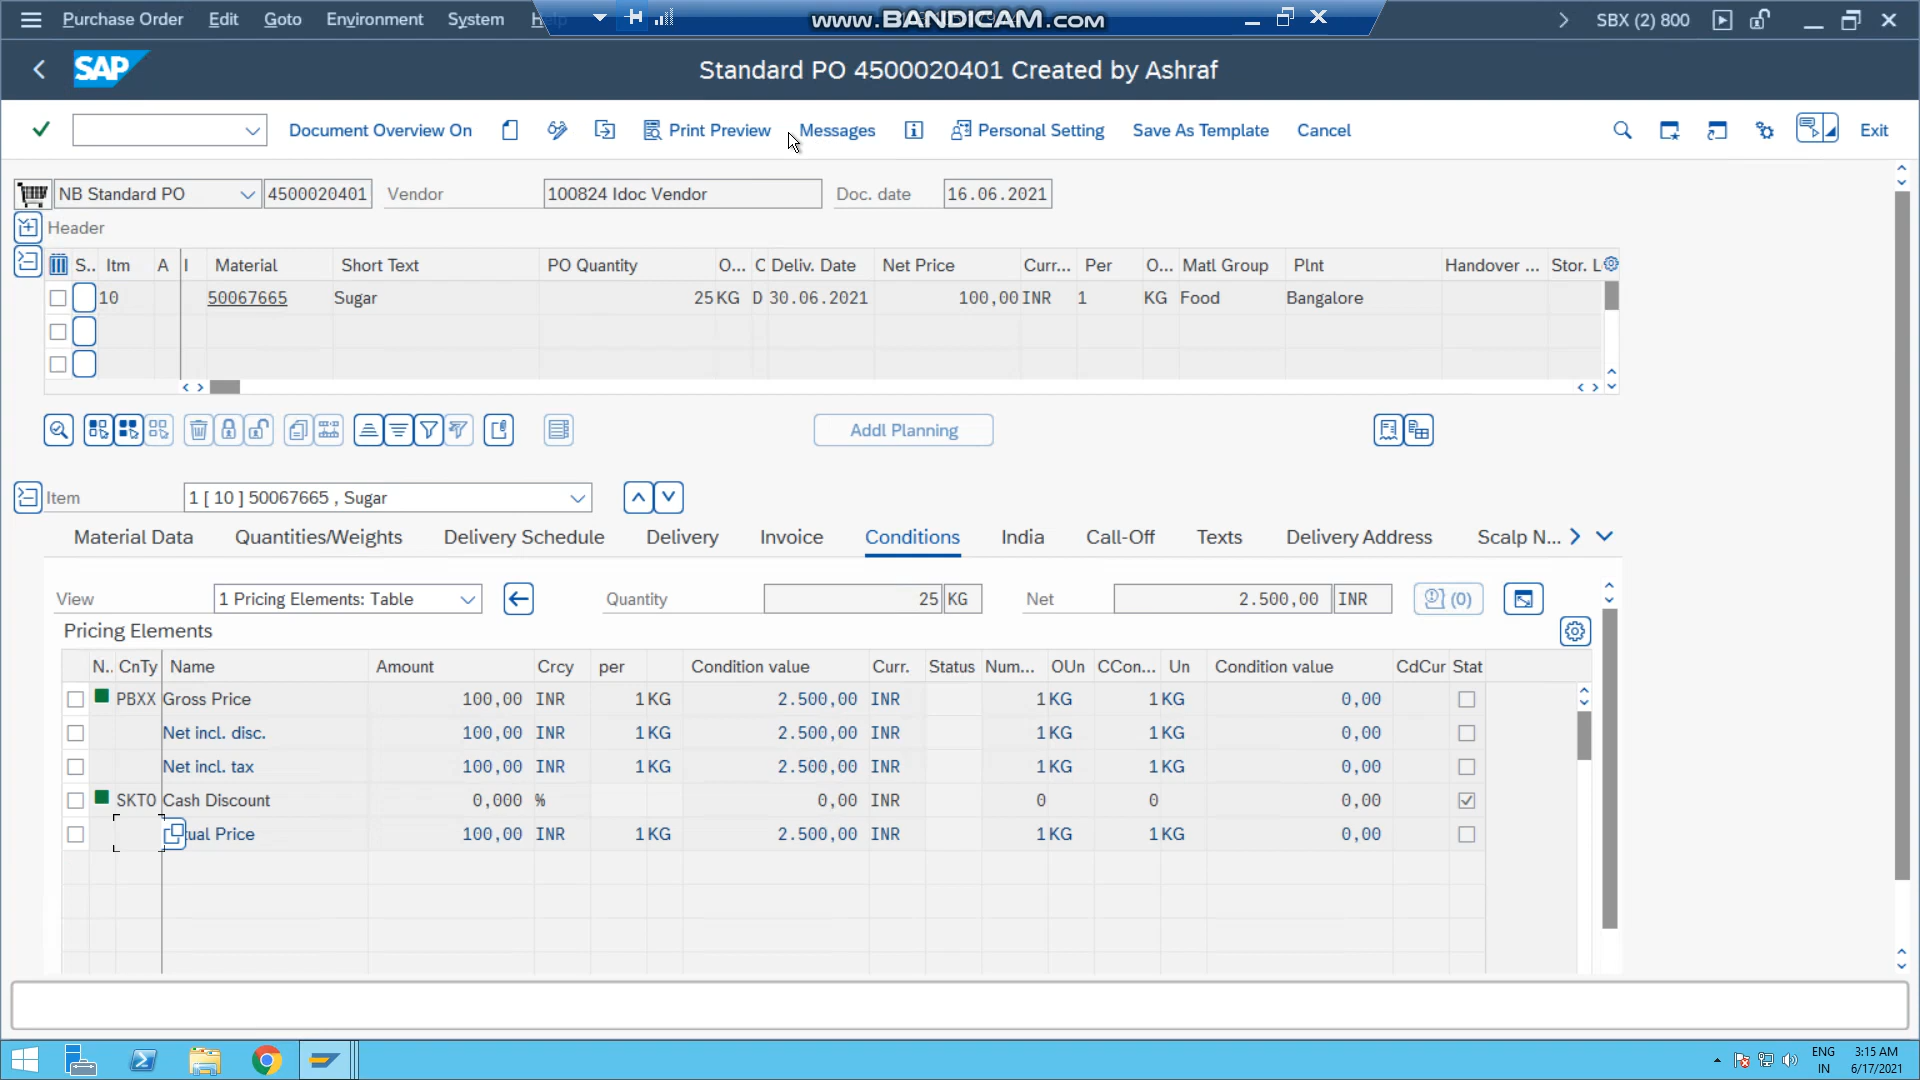 Purchase Order Edit Goto Environment System www.BANDICAM.com SBX (2) 800
SAP Standard PO 4500020401 Created by Ashraf
Document Overview On Print Preview Messages Personal Setting Save As Template Cancel Exit
NB Standard PO 4500020401 Vendor 100824 Idoc Vendor Doc. date 16.06.2021
Header
S.. Itm A I Material Short Text PO Quantity O... C Deliv. Date Net Price Curr... Per O... Matl Group Plnt Handover ... Stor. L
10 50067665 Sugar 25 KG D 30.06.2021 100,00 INR 1 KG Food Bangalore
Addl Planning
Item 1 [ 10 ] 50067665 , Sugar
Material Data Quantities/Weights Delivery Schedule Delivery Invoice Conditions India Call-Off Texts Delivery Address Scalp N...
View 1 Pricing Elements: Table Quantity 25 KG Net 2.500,00 INR (0)
Pricing Elements
N.. CnTy Name Amount Crcy per Condition value Curr. Status Num... OUn CCon... Un Condition value CdCur Stat
PBXX Gross Price 100,00 INR 1 KG 2.500,00 INR 1 KG 1 KG 0,00
Net incl. disc. 100,00 INR 1 KG 2.500,00 INR 1 KG 1 KG 0,00
Net incl. tax 100,00 INR 1 KG 2.500,00 INR 1 KG 1 KG 0,00
SKTO Cash Discount 0,000 % 0,00 INR 0 0 0,00
ual Price 100,00 INR 1 KG 2.500,00 INR 1 KG 1 KG 0,00
ENG 3:15 AM
IN 6/17/2021